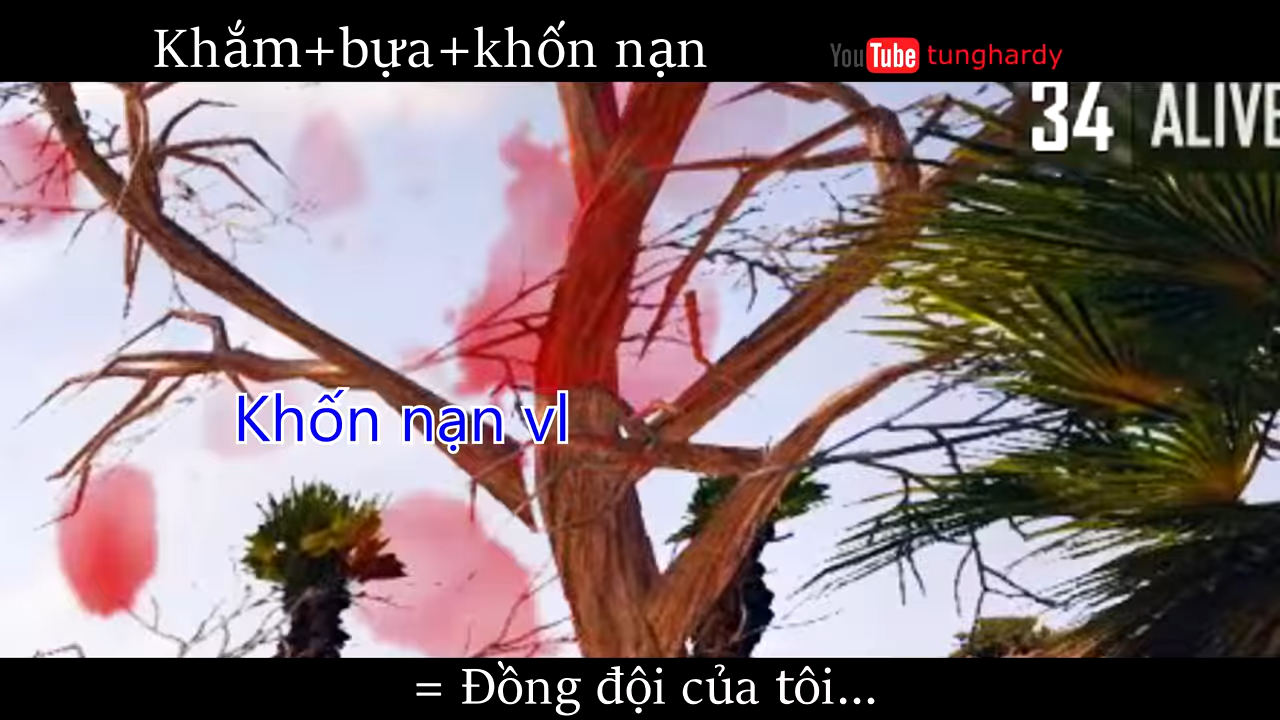 Khắm+bựa+khốn nạn
YouTube tunghardy
34 ALIVE
Khốn nạn vl
= Đồng đội của tôi...